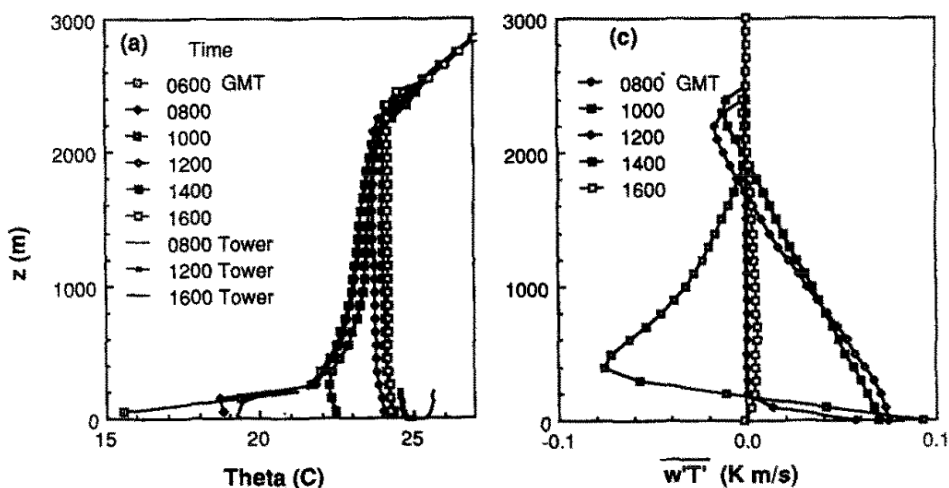 3000
(a)
Time
0600 GMT
0800
1000
1200
1400
1600
0800 Tower
1200 Tower
1600 Tower
2000
1000
0
z (m)
15
20
25
Theta (C)
3000
(c)
0800 GMT
1000
1200
1400
1600
2000
1000
0
-0.1
0.0
0.1
w'T' (K m/s)